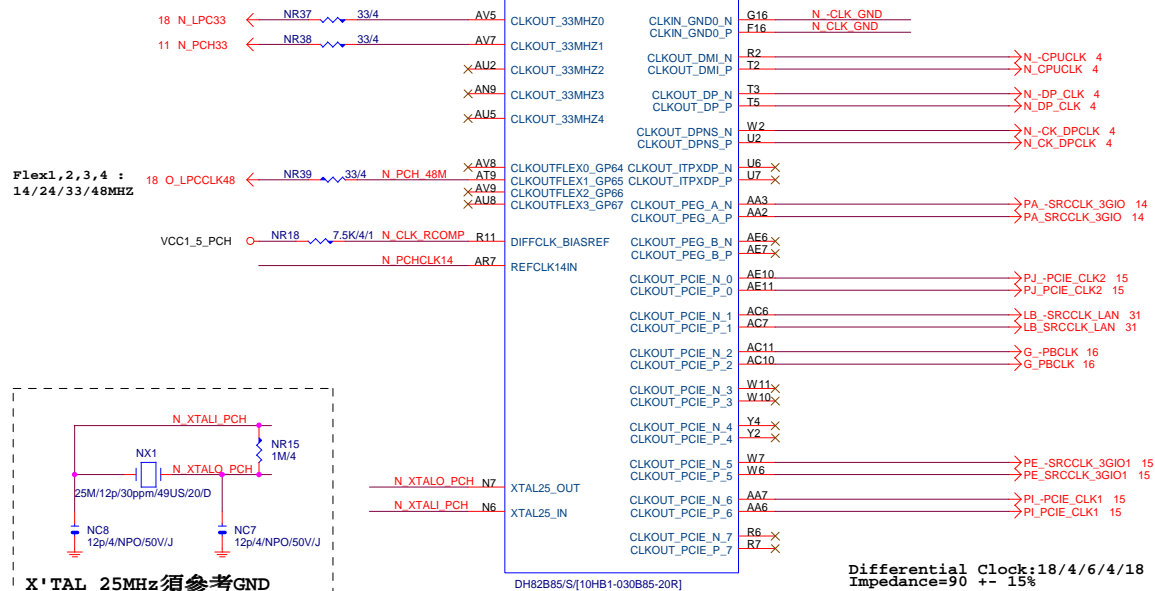 18 N_LPC33 NR37 33/4 AV5 CLKOUT_33MHZ0
11 N_PCH33 NR38 33/4 AV7 CLKOUT_33MHZ1
AU2 CLKOUT_33MHZ2
AN9 CLKOUT_33MHZ3
AU5 CLKOUT_33MHZ4
Flex1,2,3,4 :
14/24/33/48MHZ
AV8 CLKOUTFLEX0_GP64
18 O_LPCCLK48 NR39 33/4 N_PCH_48M AT9 CLKOUTFLEX1_GP65
AV9 CLKOUTFLEX2_GP66
AU8 CLKOUTFLEX3_GP67
VCC1_5_PCH NR18 7.5K/4/1 N_CLK_RCOMP R11 DIFFCLK_BIASREF
N_PCHCLK14 AR7 REFCLK14IN
N_XTALO_PCH N7 XTAL25_OUT
N_XTALI_PCH N6 XTAL25_IN
CLKIN_GND0_N G16 N_-CLK_GND
CLKIN_GND0_P F16 N_CLK_GND
CLKOUT_DMI_N R2 N_-CPUCLK 4
CLKOUT_DMI_P T2 N_CPUCLK 4
CLKOUT_DP_N T3 N_-DP_CLK 4
CLKOUT_DP_P T5 N_DP_CLK 4
CLKOUT_DPNS_N W2 N_-CK_DPCLK 4
CLKOUT_DPNS_P U2 N_CK_DPCLK 4
CLKOUT_ITPXDP_N U6
CLKOUT_ITPXDP_P U7
CLKOUT_PEG_A_N AA3 PA_-SRCCLK_3GIO 14
CLKOUT_PEG_A_P AA2 PA_SRCCLK_3GIO 14
CLKOUT_PEG_B_N AE6
CLKOUT_PEG_B_P AE7
CLKOUT_PCIE_N_0 AE10 PJ_-PCIE_CLK2 15
CLKOUT_PCIE_P_0 AE11 PJ_PCIE_CLK2 15
CLKOUT_PCIE_N_1 AC6 LB_-SRCCLK_LAN 31
CLKOUT_PCIE_P_1 AC7 LB_SRCCLK_LAN 31
CLKOUT_PCIE_N_2 AC11 G_-PBCLK 16
CLKOUT_PCIE_P_2 AC10 G_PBCLK 16
CLKOUT_PCIE_N_3 W11
CLKOUT_PCIE_P_3 W10
CLKOUT_PCIE_N_4 Y4
CLKOUT_PCIE_P_4 Y2
CLKOUT_PCIE_N_5 W7 PE_-SRCCLK_3GIO1 15
CLKOUT_PCIE_P_5 W6 PE_SRCCLK_3GIO1 15
CLKOUT_PCIE_N_6 AA7 PI_-PCIE_CLK1 15
CLKOUT_PCIE_P_6 AA6 PI_PCIE_CLK1 15
CLKOUT_PCIE_N_7 R6
CLKOUT_PCIE_P_7 R7
N_XTALI_PCH
NR15
1M/4
NX1
N_XTALO_PCH
25M/12p/30ppm/49US/20/D
NC8
12p/4/NPO/50V/J
NC7
12p/4/NPO/50V/J
X'TAL 25MHz須參考GND
DH82B85/S/[10HB1-030B85-20R]
Differential Clock:18/4/6/4/18
Impedance=90 +- 15%